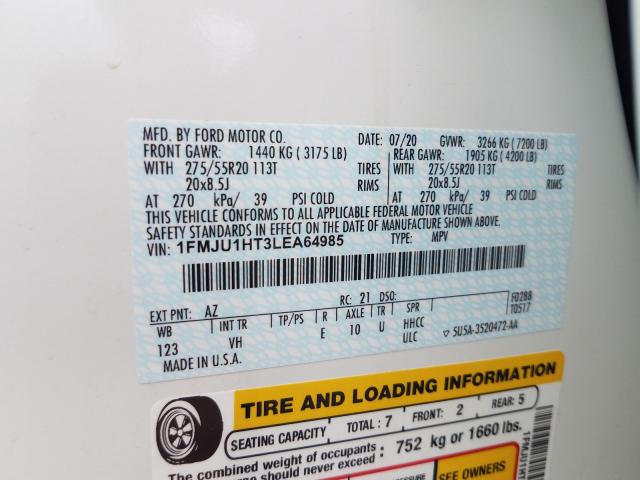 MFD. BY FORD MOTOR CO. DATE: 07/20 GVWR: 3266 KG (7200 LB)
FRONT GAWR: 1440 KG (3175 LB) REAR GAWR: 1905 KG (4200 LB)
WITH 275/55R20 113T TIRES WITH 275/55R20 113T TIRES
20x8.5J RIMS 20x8.5J RIMS
AT 270 kPa/ 39 PSI COLD AT 270 kPa/ 39 PSI COLD
THIS VEHICLE CONFORMS TO ALL APPLICABLE FEDERAL MOTOR VEHICLE
SAFETY STANDARDS IN EFFECT ON THE DATE OF MANUFACTURE SHOWN ABOVE.
VIN: 1FMJU1HT3LEA64985 TYPE: MPV
EXT PNT: AZ RC: 21 DSO: F0288
WB INT TR TP/PS R AXLE TR SPR T0517
123 VH E 10 U HHCC
ULC ▽ 5U5A-3520472-AA
MADE IN U.S.A.
TIRE AND LOADING INFORMATION
SEATING CAPACITY TOTAL: 7 FRONT: 2 REAR: 5
The combined weight of occupants
should never exceed : 752 kg or 1660 lbs.
SEE OWNERS
1FMJU1HT